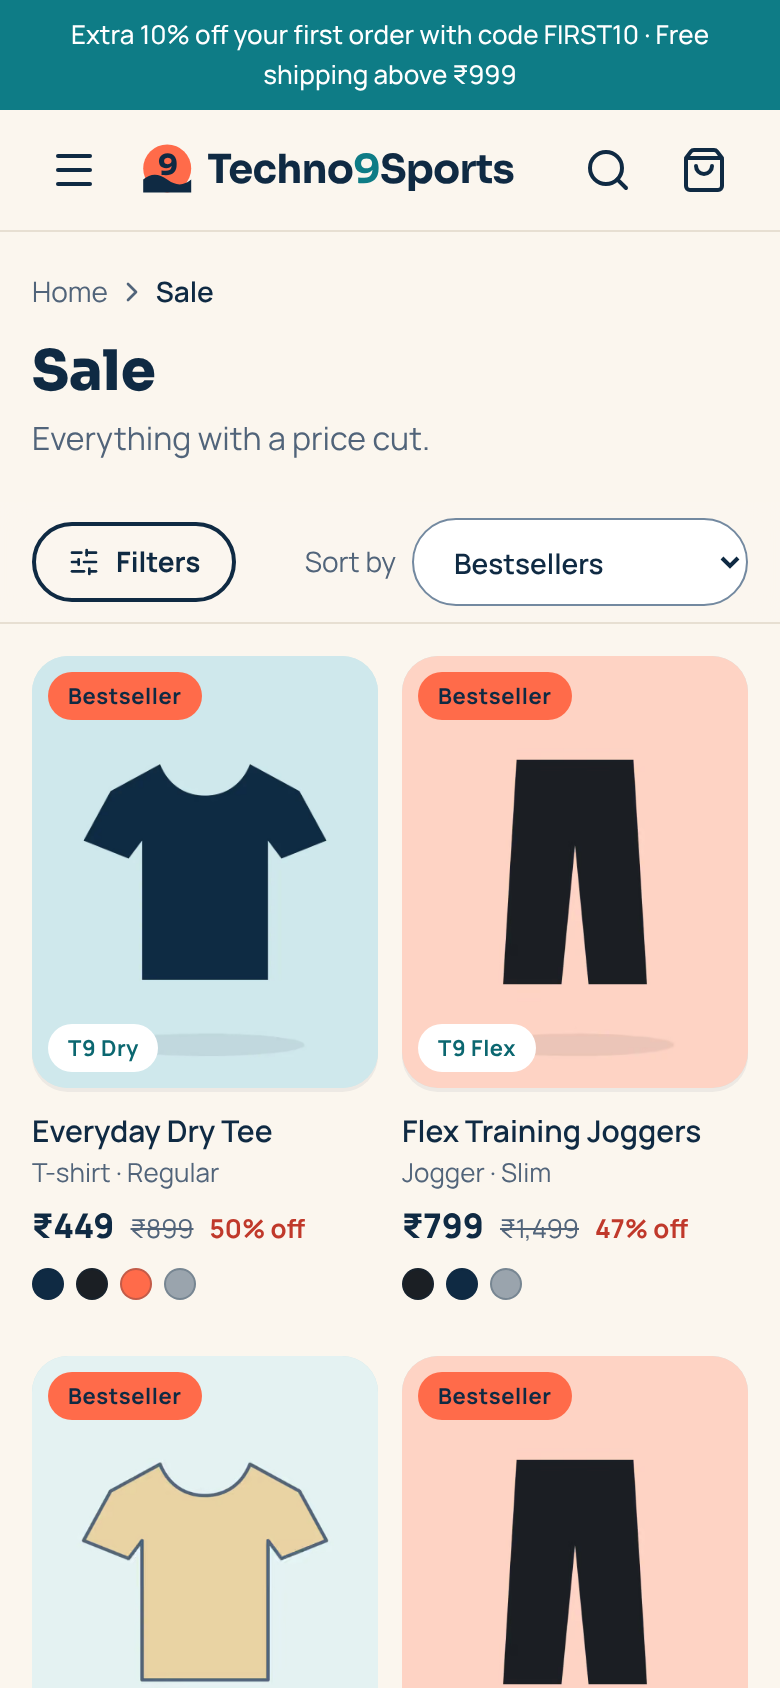 Extra 10% off your first order with code FIRST10 · Free
shipping above ₹999
9 Techno9Sports
Home > Sale
Sale
Everything with a price cut.
Filters Sort by Bestsellers
Bestseller
T9 Dry
Everyday Dry Tee
T-shirt · Regular
₹449 ₹899 50% off
Bestseller
T9 Flex
Flex Training Joggers
Jogger · Slim
₹799 ₹1,499 47% off
Bestseller
Bestseller